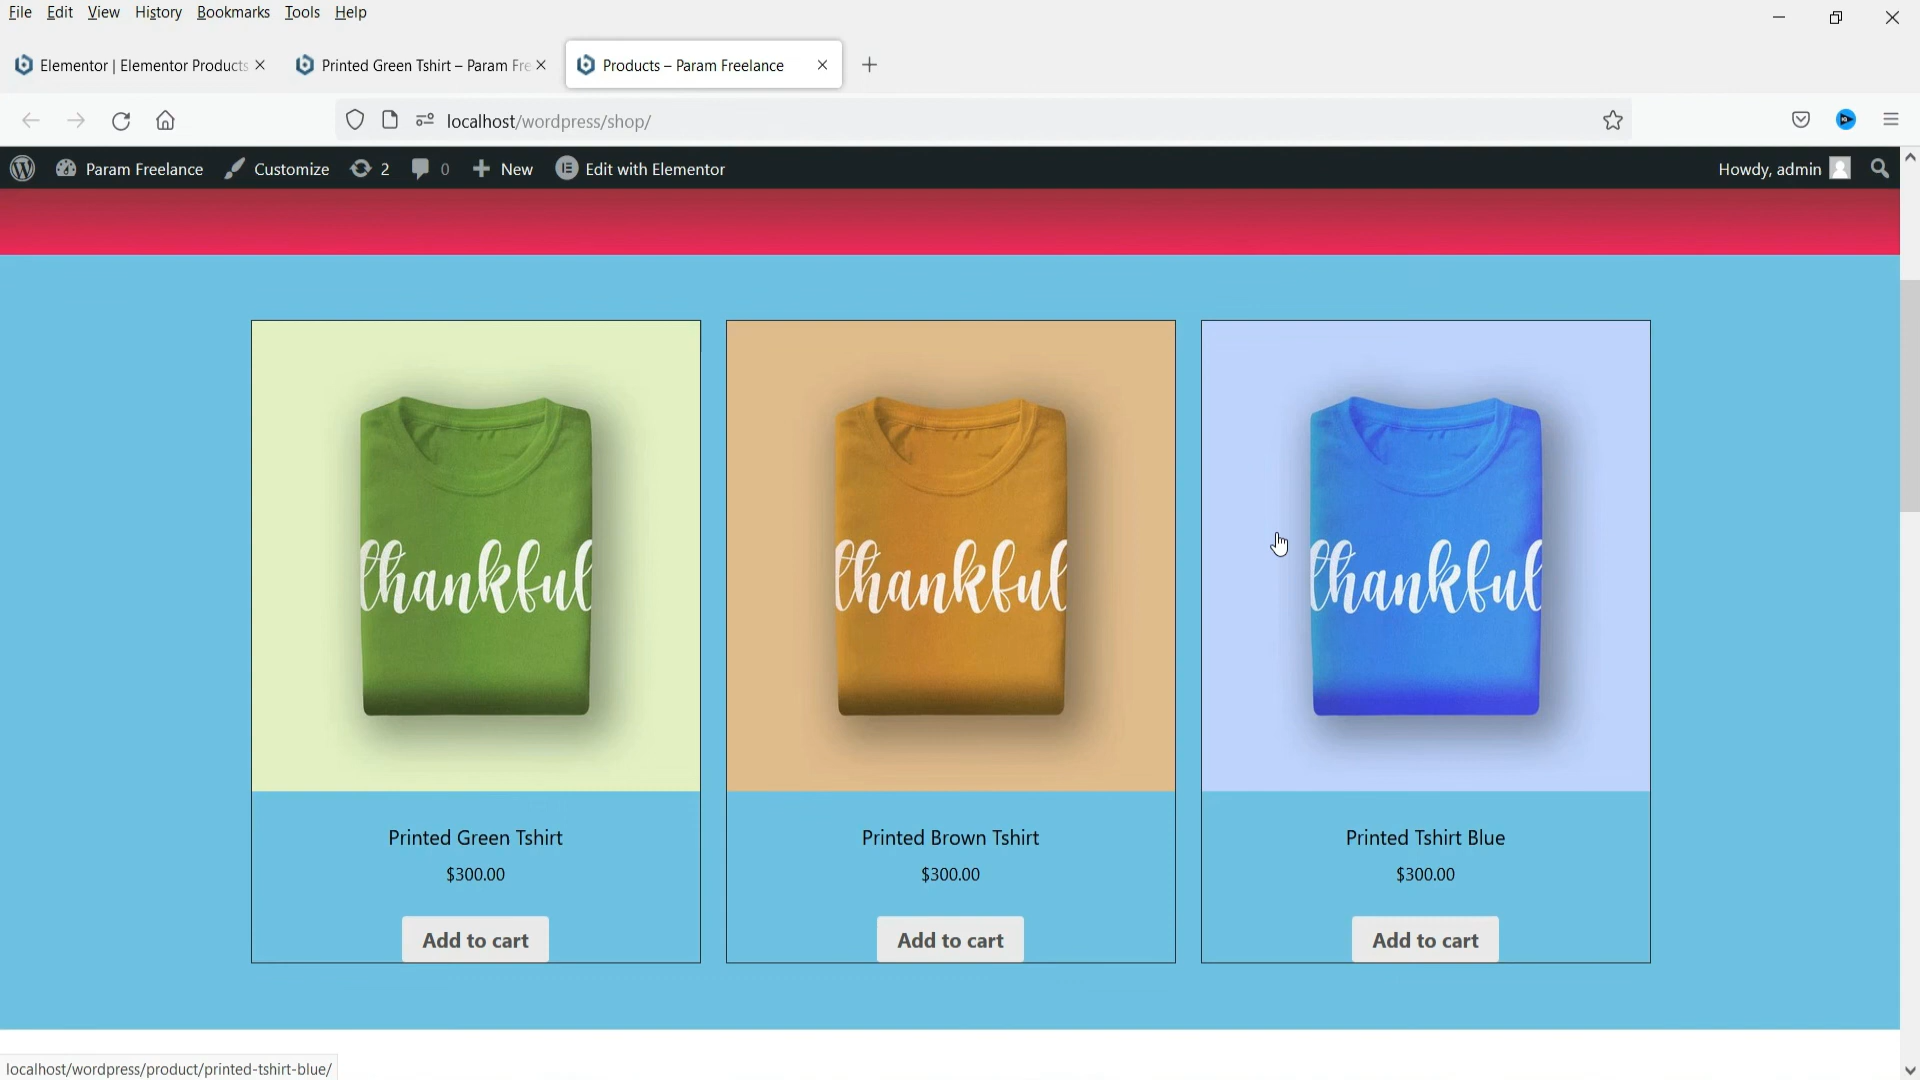 File Edit View History Bookmarks Tools Help
Elementor | Elementor Products
Printed Green Tshirt – Param Fre
Products – Param Freelance
localhost/wordpress/shop/
Param Freelance Customize 2 0 New Edit with Elementor Howdy, admin
thankful thankful thankful
Printed Green Tshirt Printed Brown Tshirt Printed Tshirt Blue
$300.00 $300.00 $300.00
Add to cart Add to cart Add to cart
localhost/wordpress/product/printed-tshirt-blue/